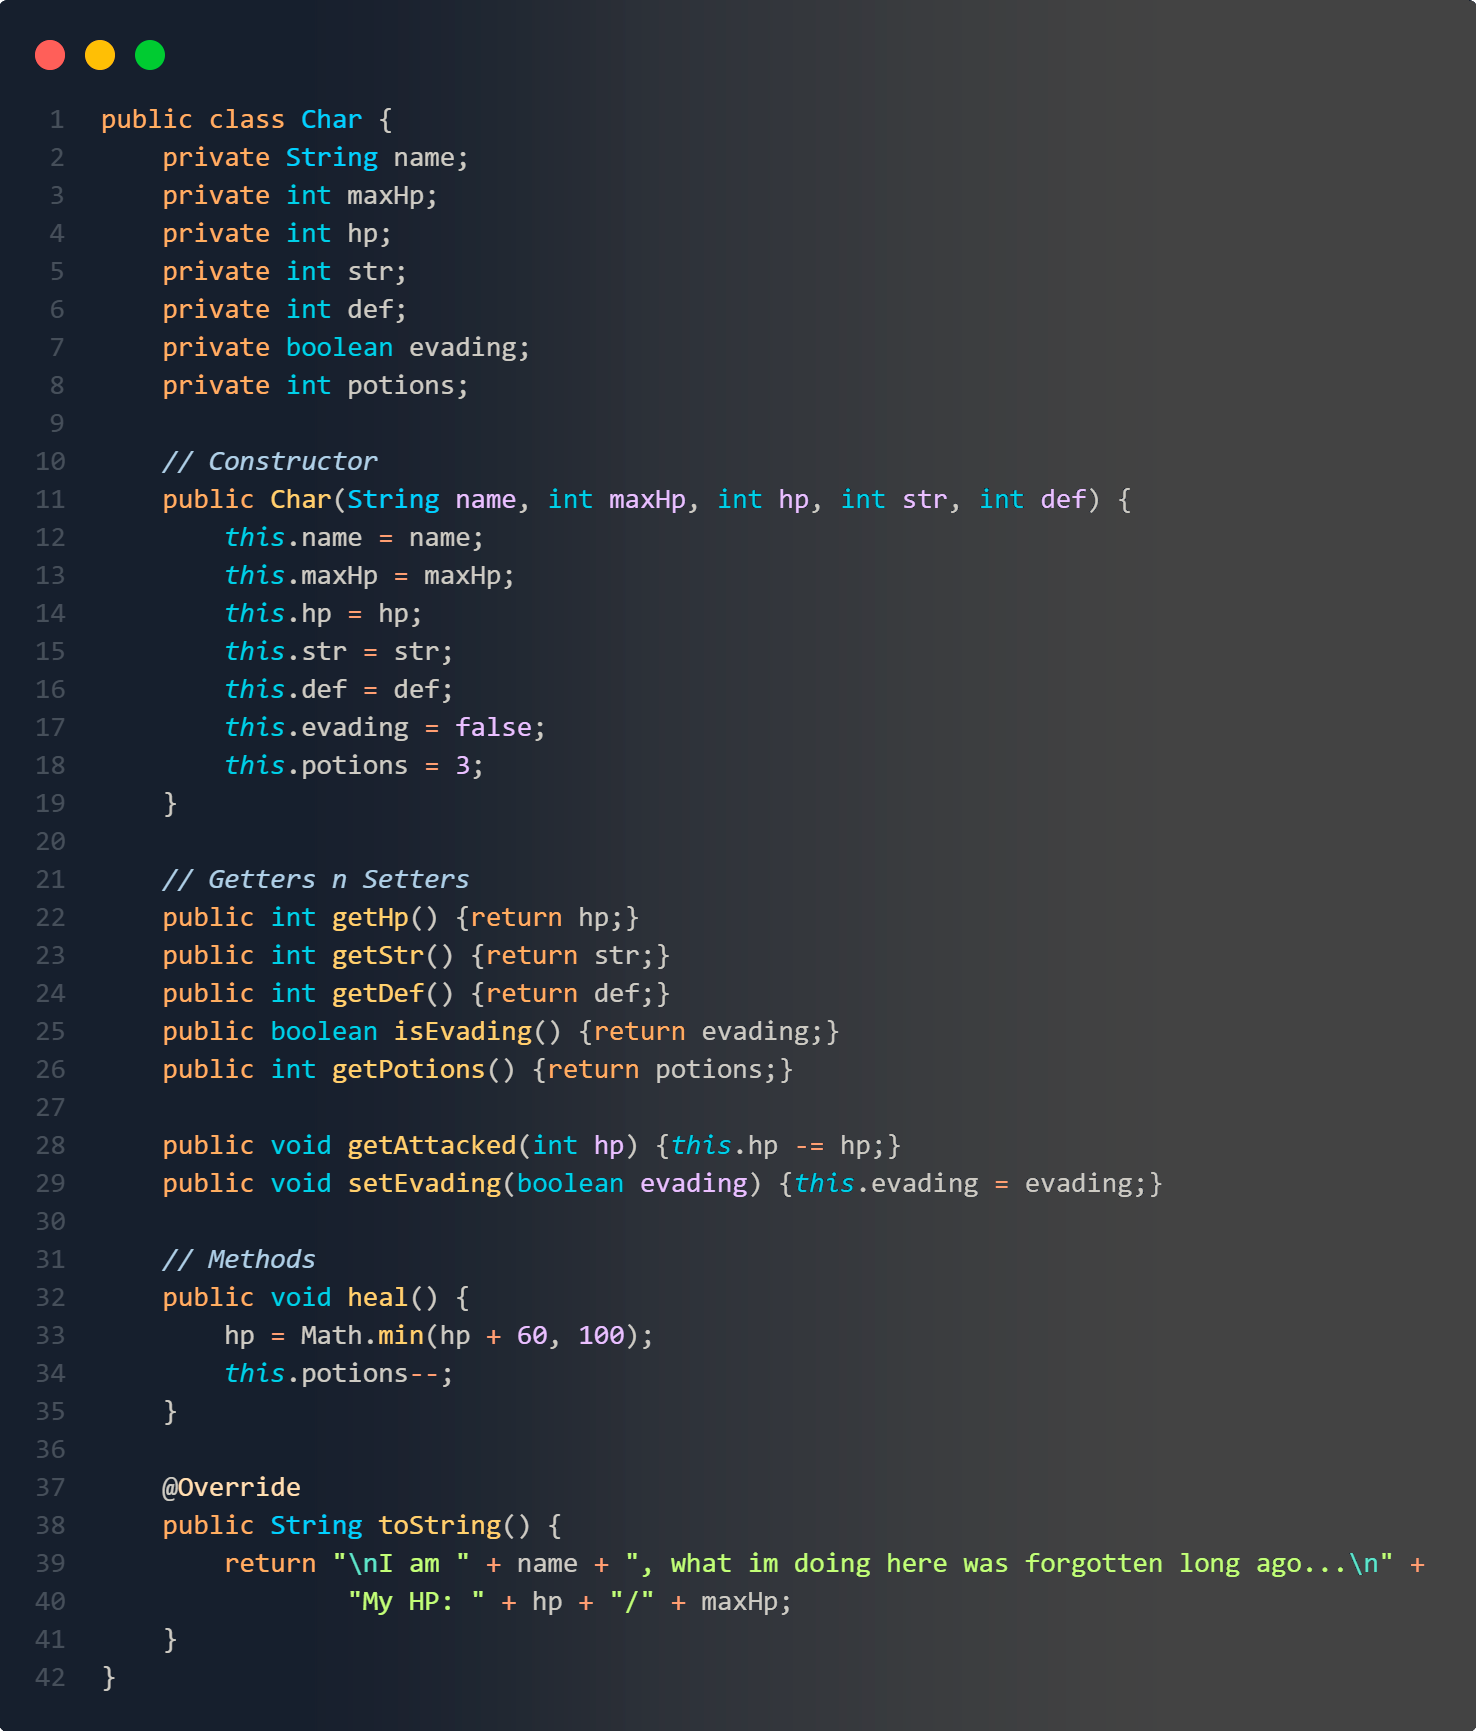 1 public class Char {
2     private String name;
3     private int maxHp;
4     private int hp;
5     private int str;
6     private int def;
7     private boolean evading;
8     private int potions;
9
10     // Constructor
11     public Char(String name, int maxHp, int hp, int str, int def) {
12         this.name = name;
13         this.maxHp = maxHp;
14         this.hp = hp;
15         this.str = str;
16         this.def = def;
17         this.evading = false;
18         this.potions = 3;
19     }
20
21     // Getters n Setters
22     public int getHp() {return hp;}
23     public int getStr() {return str;}
24     public int getDef() {return def;}
25     public boolean isEvading() {return evading;}
26     public int getPotions() {return potions;}
27
28     public void getAttacked(int hp) {this.hp -= hp;}
29     public void setEvading(boolean evading) {this.evading = evading;}
30
31     // Methods
32     public void heal() {
33         hp = Math.min(hp + 60, 100);
34         this.potions--;
35     }
36
37     @Override
38     public String toString() {
39         return "\nI am " + name + ", what im doing here was forgotten long ago...\n" +
40                 "My HP: " + hp + "/" + maxHp;
41     }
42 }